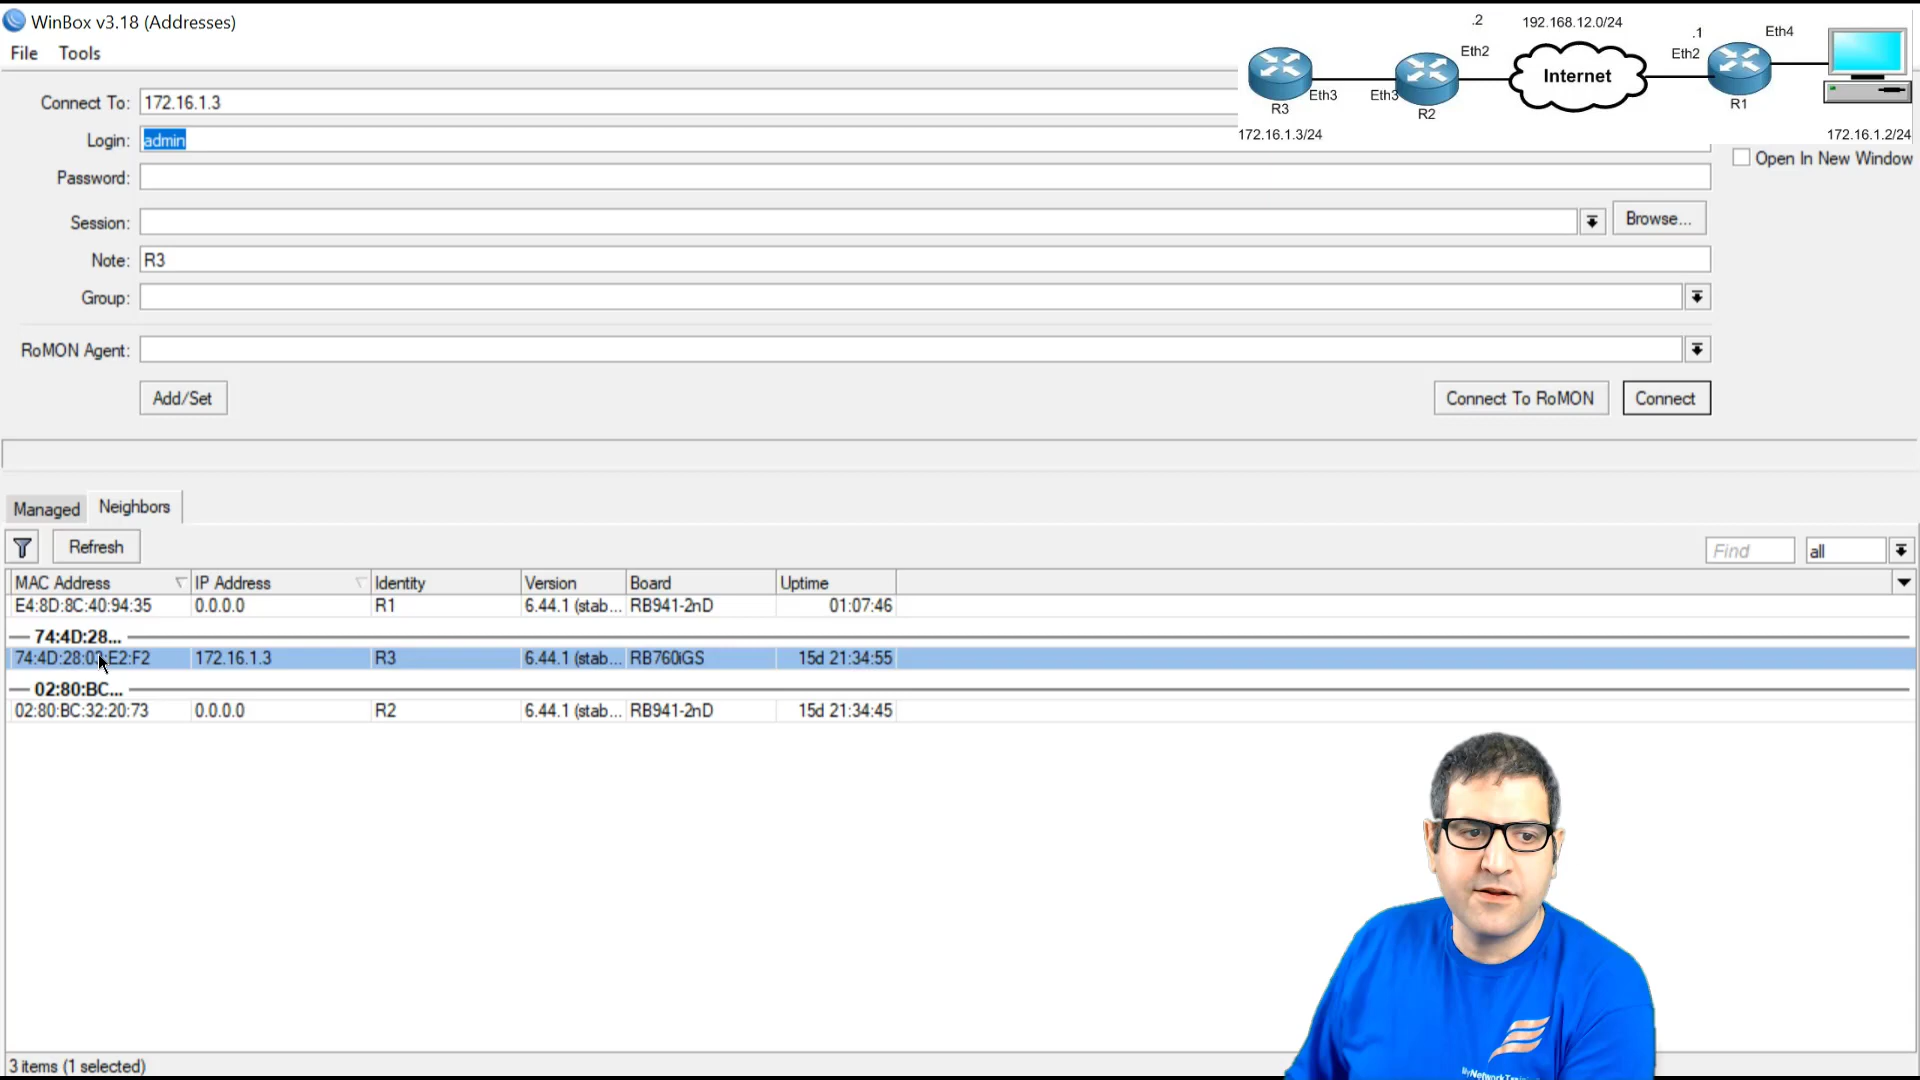 WinBox v3.18 (Addresses)
File Tools
Connect To: 172.16.1.3
Login: admin
Password:
Session:
Browse...
Note: R3
Group:
RoMON Agent:
Add/Set
Connect To RoMON
Connect
Open In New Window
.2
192.168.12.0/24
.1
Eth4
Eth2
Internet
Eth2
Eth3
Eth3
R3
R2
R1
172.16.1.3/24
172.16.1.2/24
Managed Neighbors
Refresh
Find
all
MAC Address IP Address Identity Version Board Uptime
E4:8D:8C:40:94:35 0.0.0.0 R1 6.44.1 (stab... RB941-2nD 01:07:46
74:4D:28...
74:4D:28:03:E2:F2 172.16.1.3 R3 6.44.1 (stab... RB760iGS 15d 21:34:55
02:80:BC...
02:80:BC:32:20:73 0.0.0.0 R2 6.44.1 (stab... RB941-2nD 15d 21:34:45
3 items (1 selected)